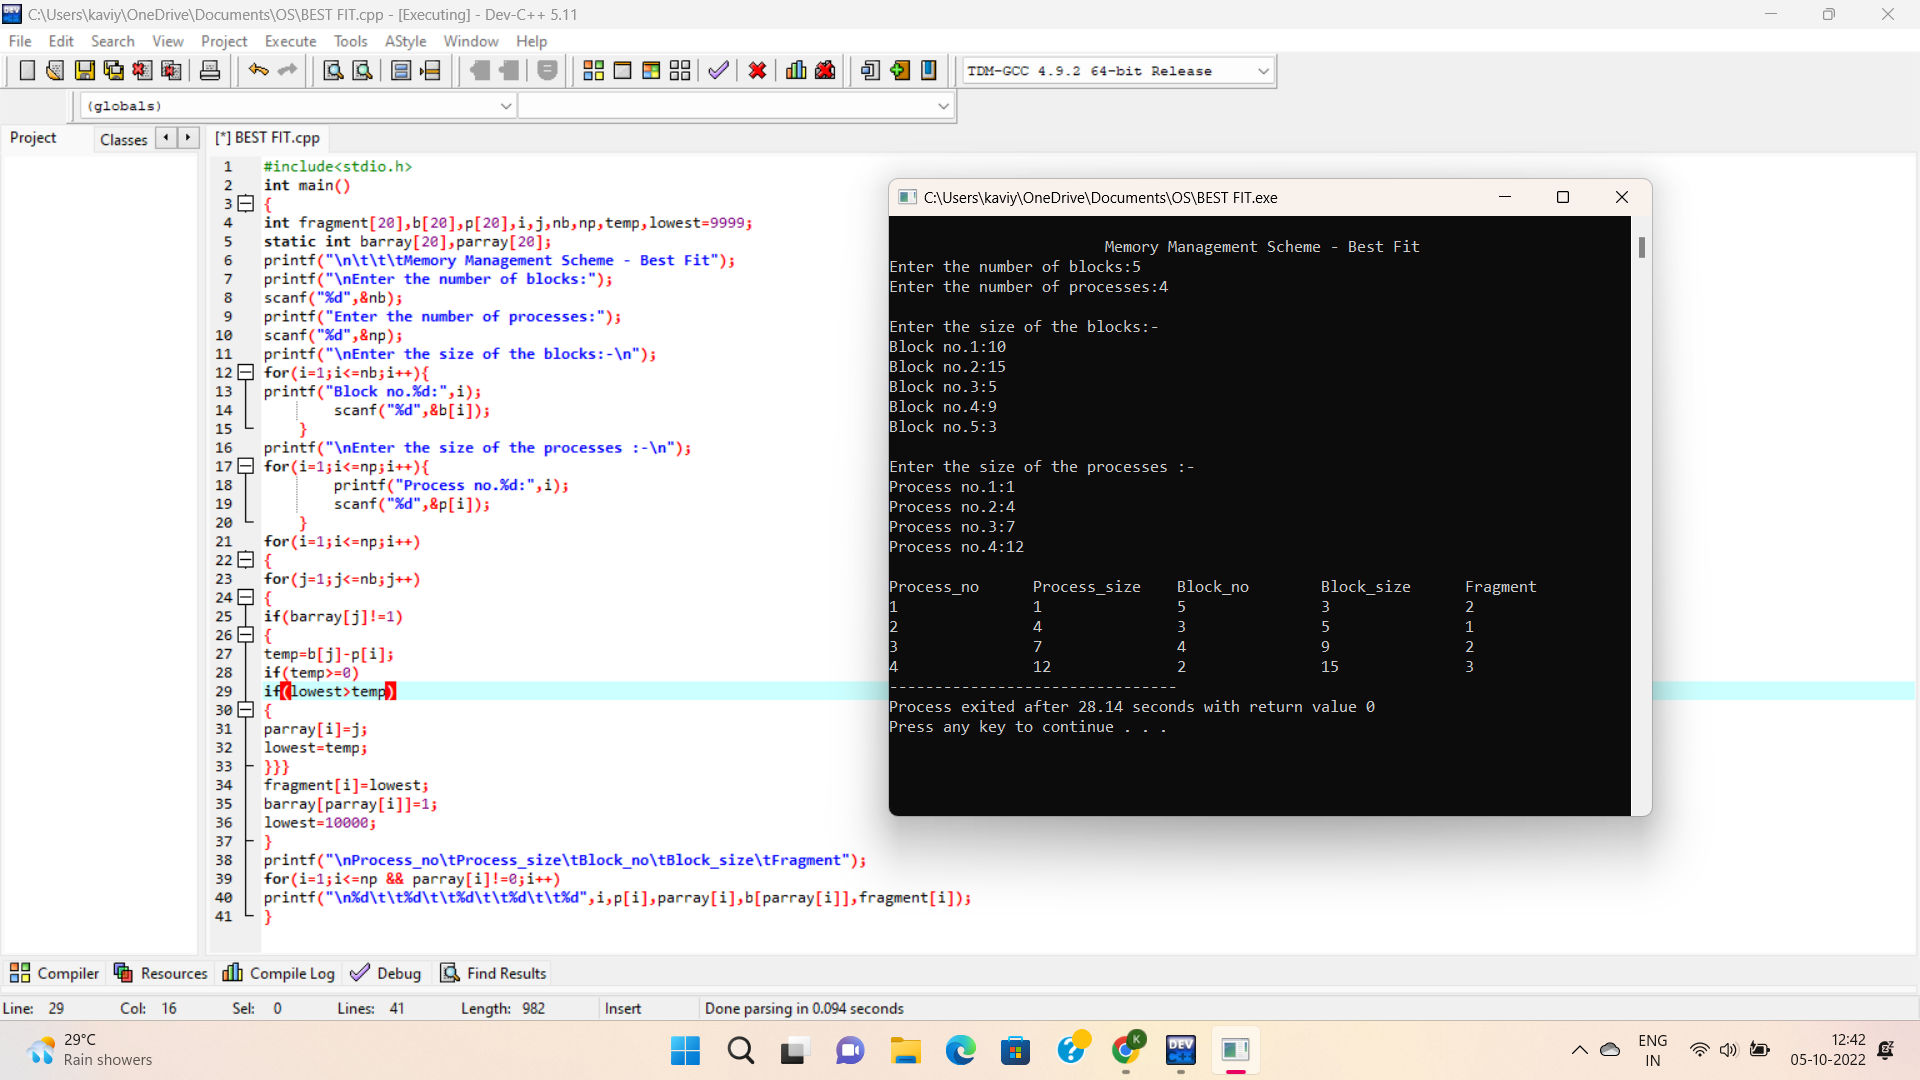 C:\Users\kaviy\OneDrive\Documents\OS\BEST FIT.cpp - [Executing] - Dev-C++ 5.11
File Edit Search View Project Execute Tools AStyle Window Help
TDM-GCC 4.9.2 64-bit Release
(globals)
Project Classes [*] BEST FIT.cpp
1 #include<stdio.h>
2 int main()
3 {
4 int fragment[20],b[20],p[20],i,j,nb,np,temp,lowest=9999;
5 static int barray[20],parray[20];
6 printf("\n\t\t\tMemory Management Scheme - Best Fit");
7 printf("\nEnter the number of blocks:");
8 scanf("%d",&nb);
9 printf("Enter the number of processes:");
10 scanf("%d",&np);
11 printf("\nEnter the size of the blocks:-\n");
12 for(i=1;i<=nb;i++){
13 printf("Block no.%d:",i);
14 scanf("%d",&b[i]);
15 }
16 printf("\nEnter the size of the processes :-\n");
17 for(i=1;i<=np;i++){
18 printf("Process no.%d:",i);
19 scanf("%d",&p[i]);
20 }
21 for(i=1;i<=np;i++)
22 {
23 for(j=1;j<=nb;j++)
24 {
25 if(barray[j]!=1)
26 {
27 temp=b[j]-p[i];
28 if(temp>=0)
29 if(lowest>temp)
30 {
31 parray[i]=j;
32 lowest=temp;
33 }}}
34 fragment[i]=lowest;
35 barray[parray[i]]=1;
36 lowest=10000;
37 }
38 printf("\nProcess_no\tProcess_size\tBlock_no\tBlock_size\tFragment");
39 for(i=1;i<=np && parray[i]!=0;i++)
40 printf("\n%d\t\t%d\t\t%d\t\t%d\t\t%d",i,p[i],parray[i],b[parray[i]],fragment[i]);
41 }
C:\Users\kaviy\OneDrive\Documents\OS\BEST FIT.exe
Memory Management Scheme - Best Fit
Enter the number of blocks:5
Enter the number of processes:4
Enter the size of the blocks:-
Block no.1:10
Block no.2:15
Block no.3:5
Block no.4:9
Block no.5:3
Enter the size of the processes :-
Process no.1:1
Process no.2:4
Process no.3:7
Process no.4:12
Process_no Process_size Block_no Block_size Fragment
1 1 5 3 2
2 4 3 5 1
3 7 4 9 2
4 12 2 15 3
--------------------------------
Process exited after 28.14 seconds with return value 0
Press any key to continue . . .
Compiler Resources Compile Log Debug Find Results
Line: 29 Col: 16 Sel: 0 Lines: 41 Length: 982 Insert Done parsing in 0.094 seconds
29°C
Rain showers
K
DEV
C++
ENG
IN
12:42
05-10-2022